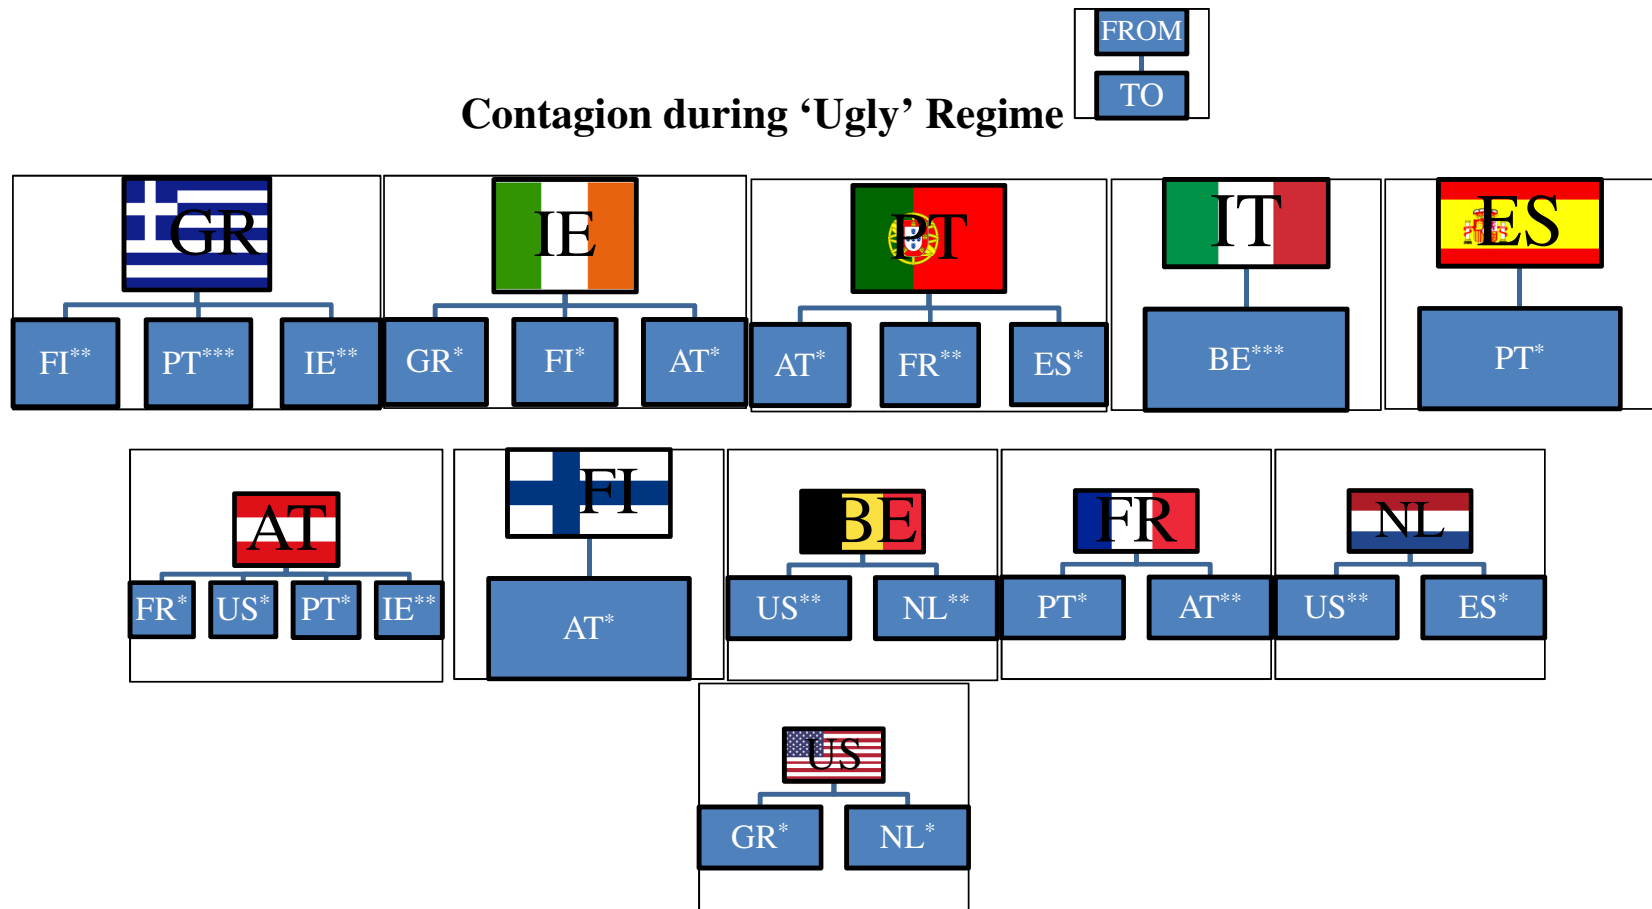 FROM
TO
Contagion during ‘Ugly’ Regime
GR
FI**
PT***
IE**
IE
GR*
FI*
AT*
PT
AT*
FR**
ES*
IT
BE***
ES
PT*
AT
FR*
US*
PT*
IE**
FI
AT*
BE
US**
NL**
FR
PT*
AT**
NL
US**
ES*
US
GR*
NL*